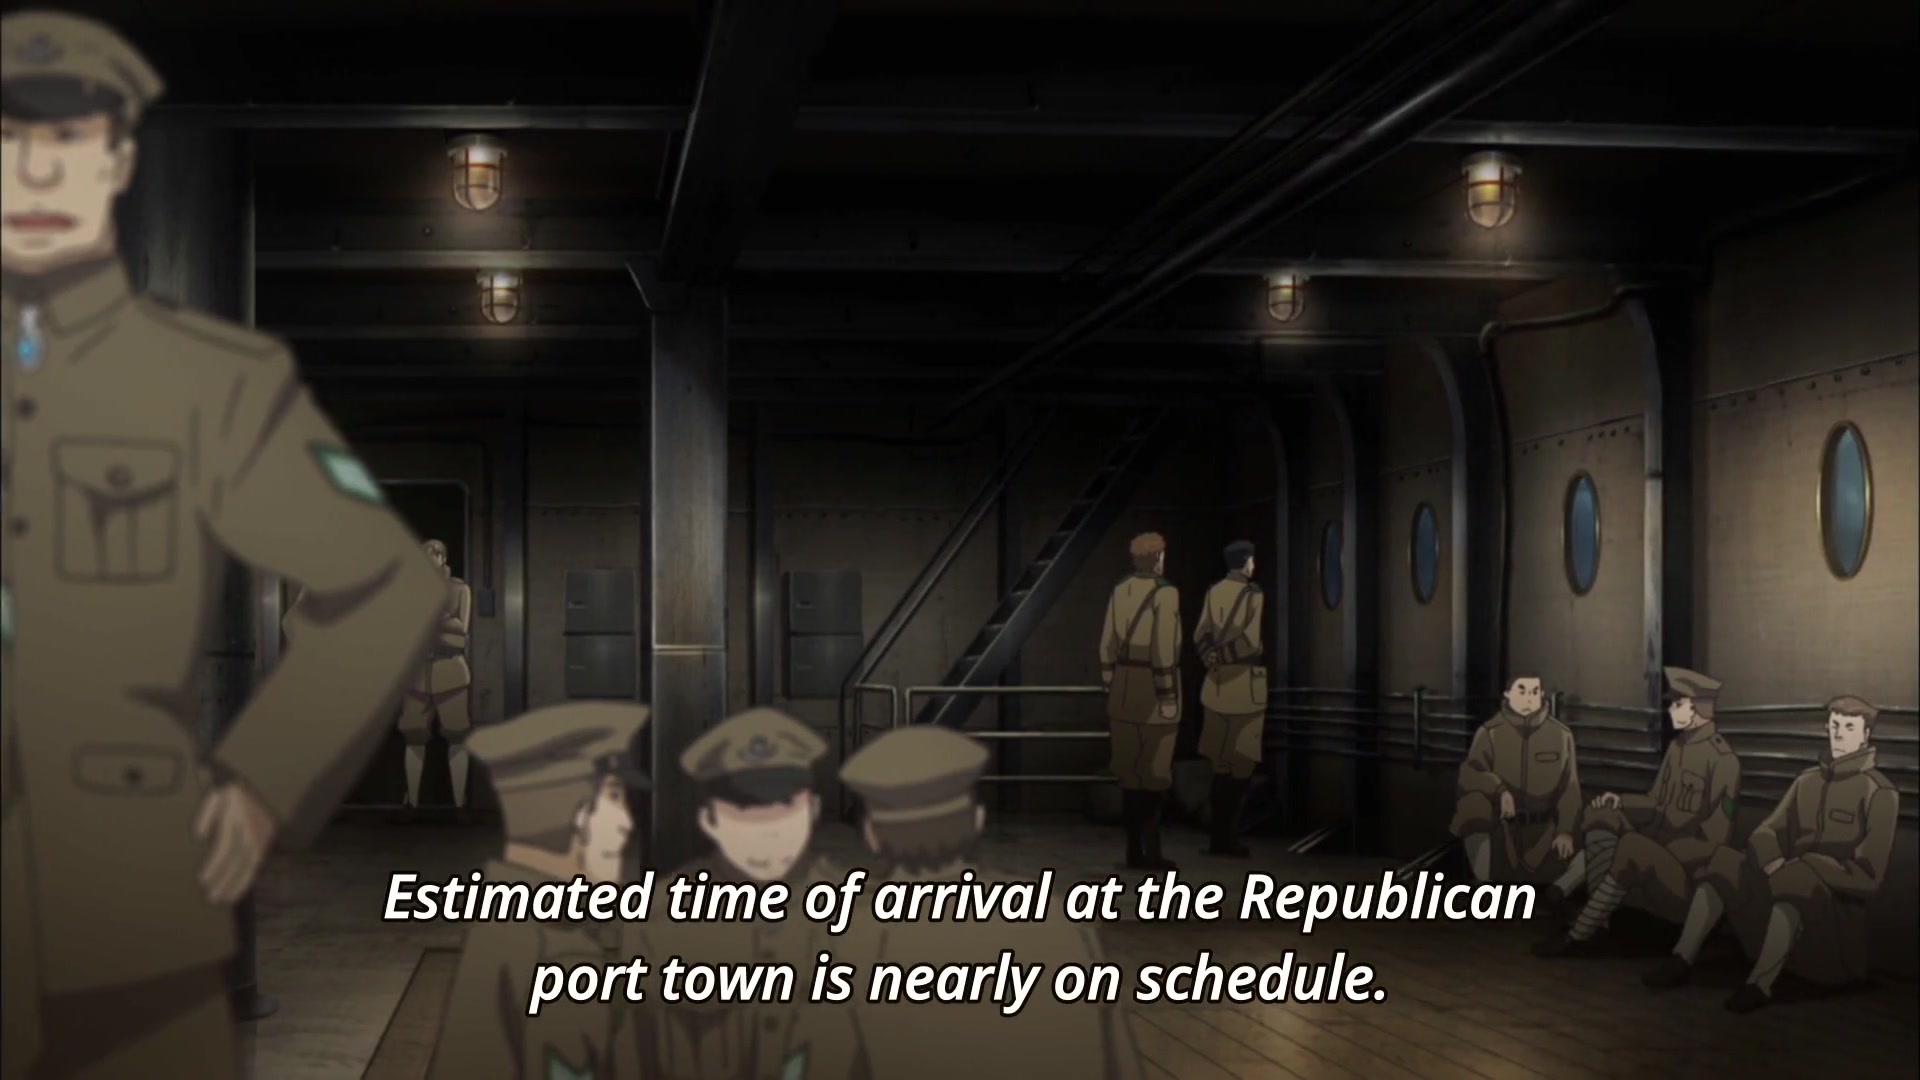 Estimated time of arrival at the Republican
port town is nearly on schedule.